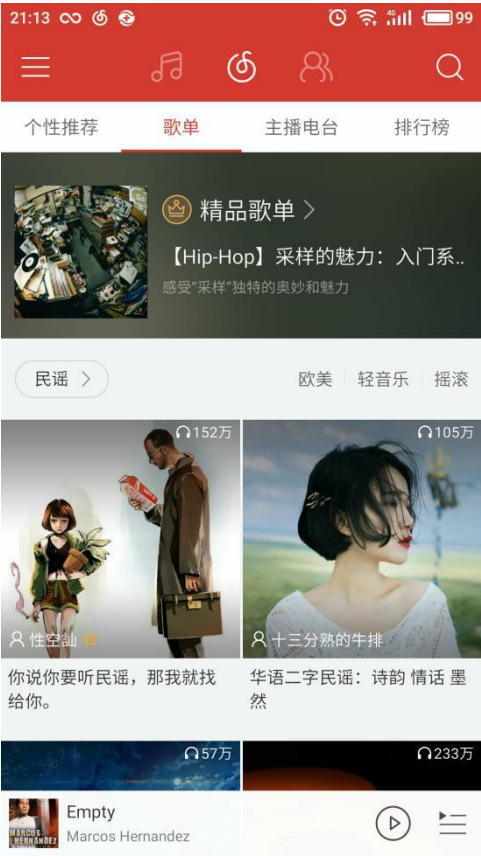 21:13 99
个性推荐 歌单 主播电台 排行榜
精品歌单
【Hip-Hop】采样的魅力：入门系..
感受“采样”独特的奥妙和魅力
民谣 欧美 轻音乐 摇滚
152万 105万
性空訕 十三分熟的牛排
你说你要听民谣，那我就找给你。
华语二字民谣：诗韵 情话 墨然
57万 233万
MARCOS HERNANDEZ
Empty
Marcos Hernandez